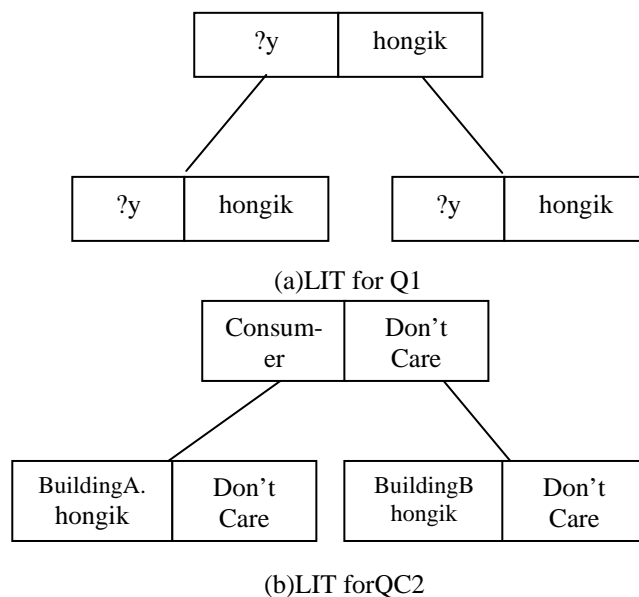 ?y hongik
?y hongik ?y hongik
(a)LIT for Q1
Consum- Don't
er Care
BuildingA. Don't BuildingB Don't
hongik Care hongik Care
(b)LIT forQC2